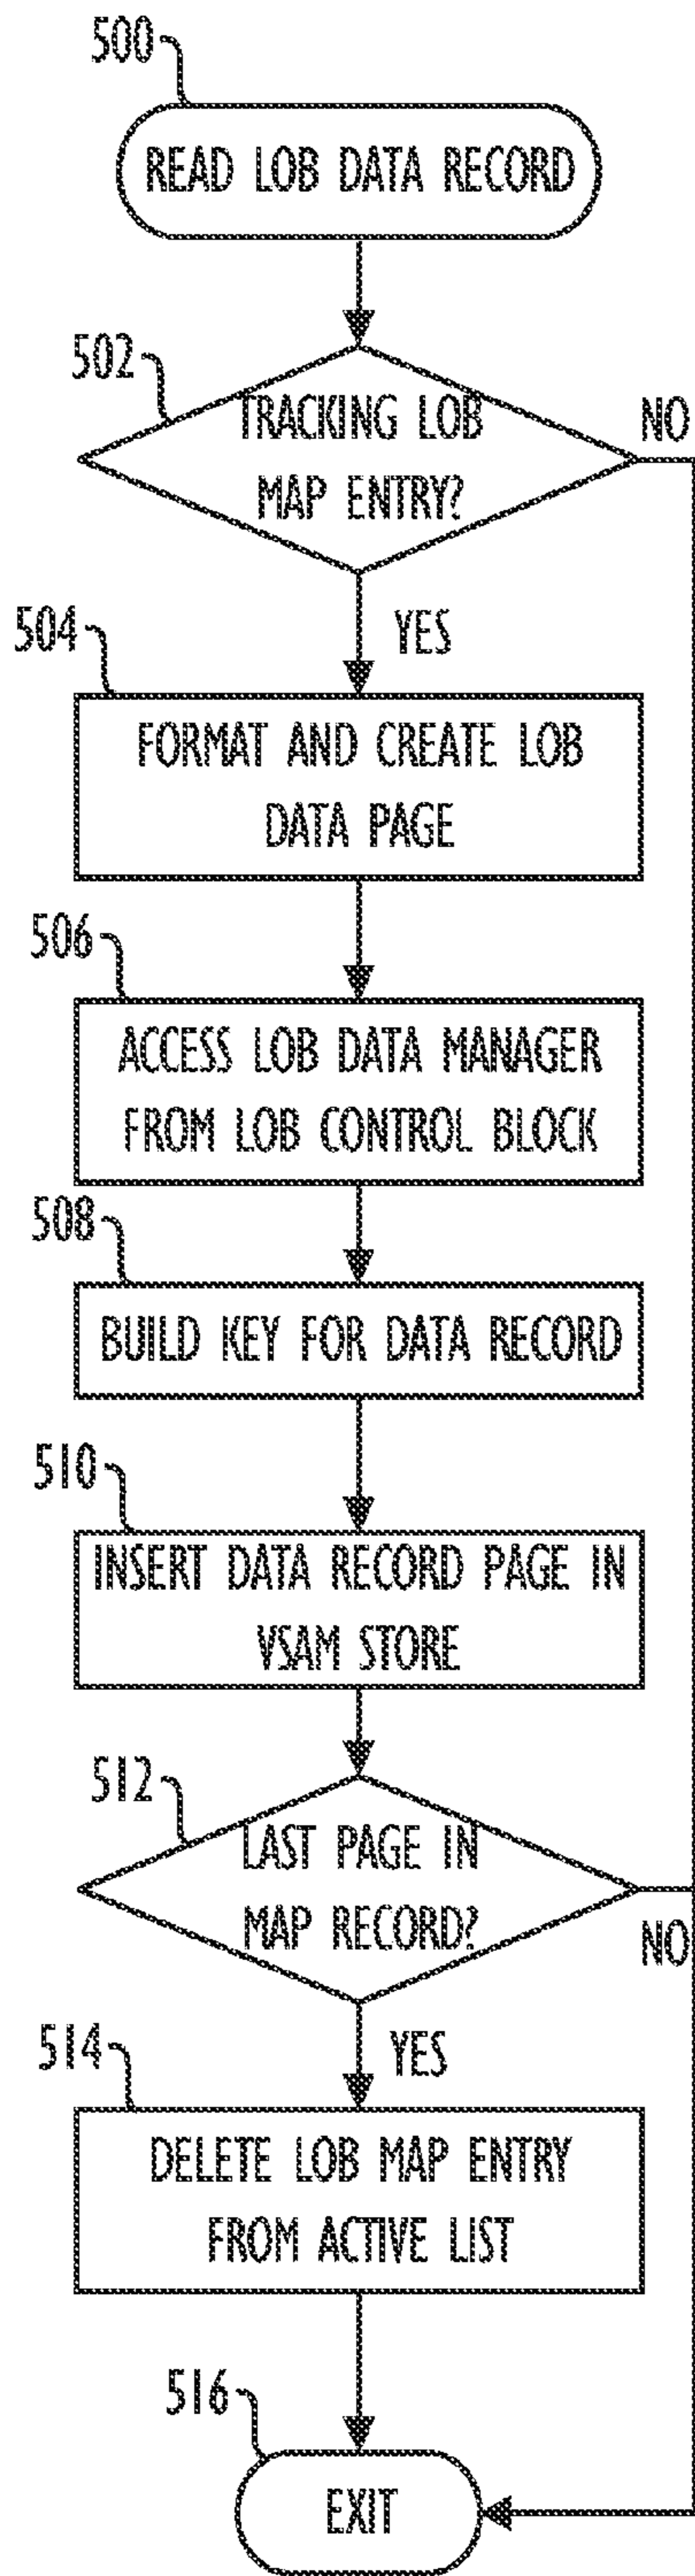 500
READ LOB DATA RECORD
502
TRACKING LOB
MAP ENTRY?
NO
YES
504
FORMAT AND CREATE LOB
DATA PAGE
506
ACCESS LOB DATA MANAGER
FROM LOB CONTROL BLOCK
508
BUILD KEY FOR DATA RECORD
510
INSERT DATA RECORD PAGE IN
VSAM STORE
512
LAST PAGE IN
MAP RECORD?
NO
YES
514
DELETE LOB MAP ENTRY
FROM ACTIVE LIST
516
EXIT